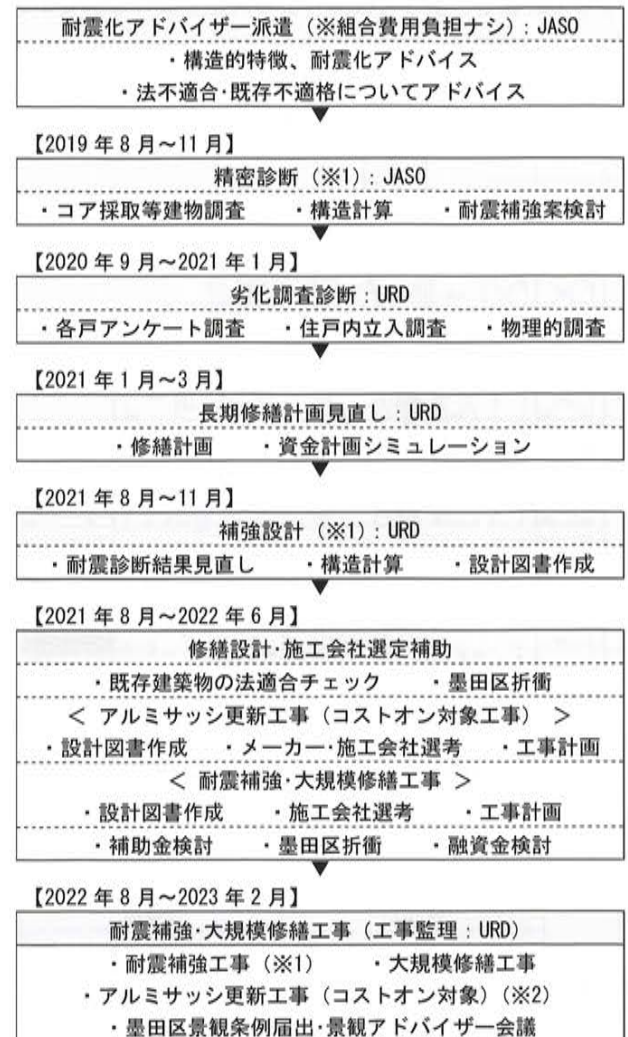 耐震化アドバイザー派遣（※組合費用負担ナシ）：JASO
・構造的特徴、耐震化アドバイス
・法不適合・既存不適格についてアドバイス
【2019年8月～11月】
精密診断（※1）：JASO
・コア採取等建物調査　・構造計算　・耐震補強案検討
【2020年9月～2021年1月】
劣化調査診断：URD
・各戸アンケート調査　・住戸内立入調査　・物理的調査
【2021年1月～3月】
長期修繕計画見直し：URD
・修繕計画　・資金計画シミュレーション
【2021年8月～11月】
補強設計（※1）：URD
・耐震診断結果見直し　・構造計算　・設計図書作成
【2021年8月～2022年6月】
修繕設計・施工会社選定補助
・既存建築物の法適合チェック　・墨田区折衝
＜ アルミサッシ更新工事（コストオン対象工事）＞
・設計図書作成　・メーカー・施工会社選考　・工事計画
＜ 耐震補強・大規模修繕工事 ＞
・設計図書作成　・施工会社選考　・工事計画
・補助金検討　・墨田区折衝　・融資金検討
【2022年8月～2023年2月】
耐震補強・大規模修繕工事（工事監理：URD）
・耐震補強工事（※1）　・大規模修繕工事
・アルミサッシ更新工事（コストオン対象）（※2）
・墨田区景観条例届出・景観アドバイザー会議